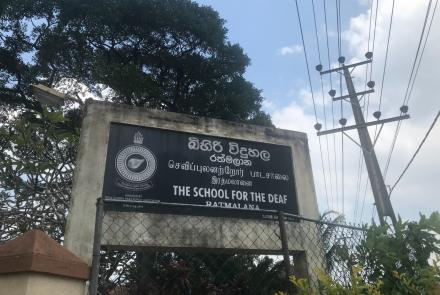 බිහිරි විදුහල
රත්මලාන
செவிப்புலனற்றோர் பாடசாலை
இரத்மலானை
THE SCHOOL FOR THE DEAF
RATMALANA